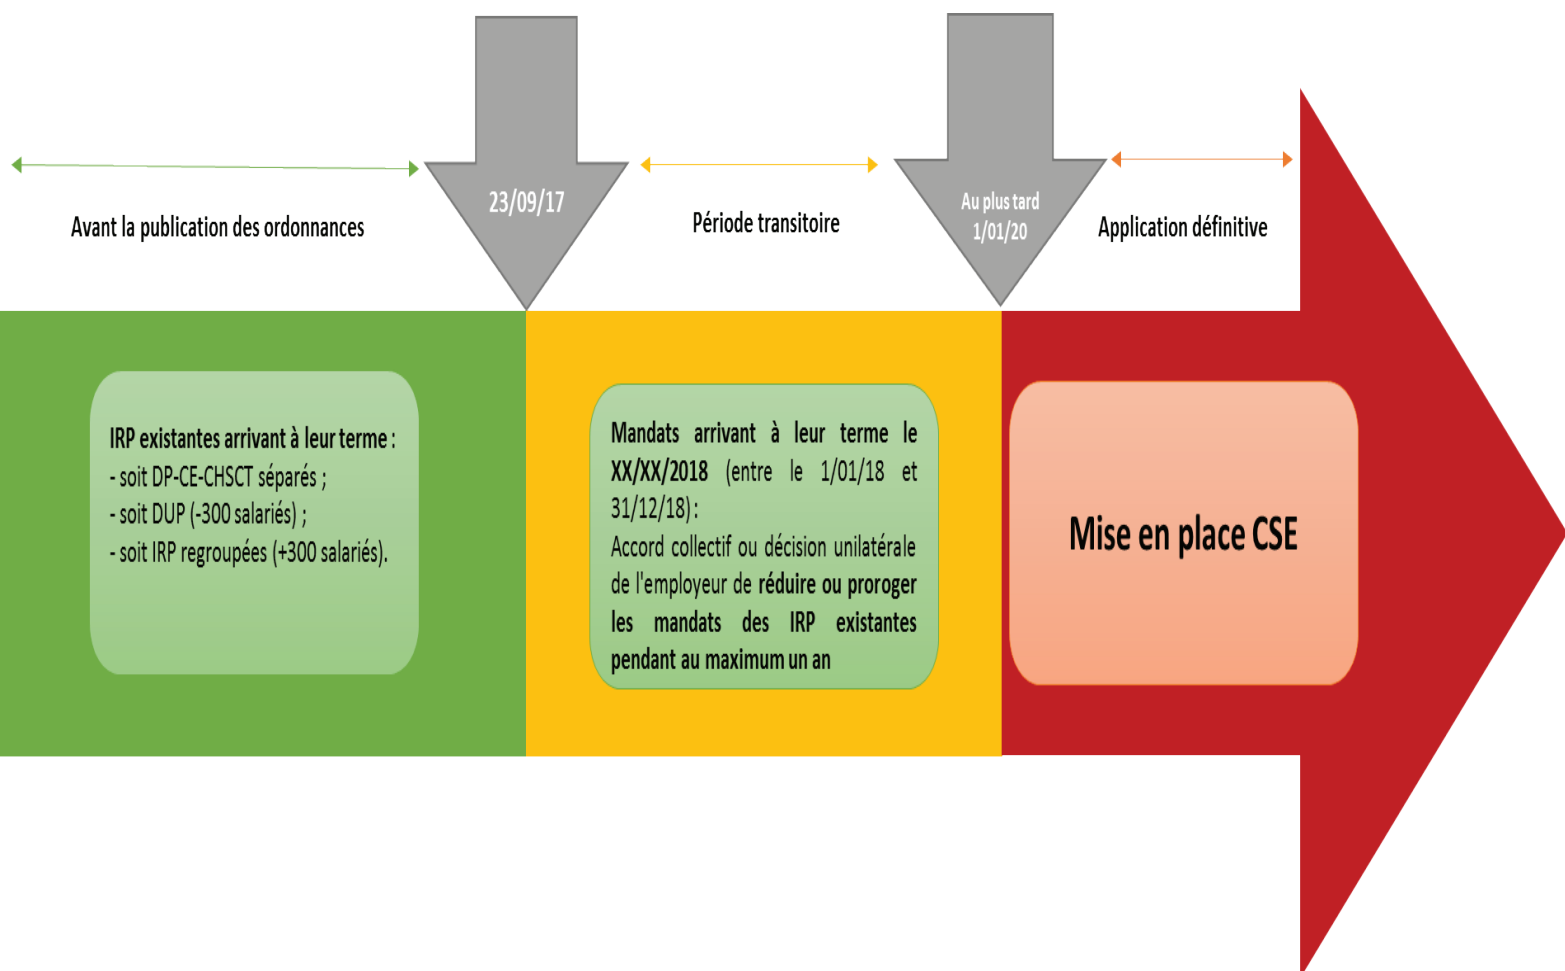 23/09/17
Au plus tard
1/01/20
Avant la publication des ordonnances
Période transitoire
Application définitive
IRP existantes arrivant à leur terme :
- soit DP-CE-CHSCT séparés ;
- soit DUP (-300 salariés) ;
- soit IRP regroupées (+300 salariés).
Mandats arrivant à leur terme le
XX/XX/2018 (entre le 1/01/18 et
31/12/18) :
Accord collectif ou décision unilatérale
de l'employeur de réduire ou proroger
les mandats des IRP existantes
pendant au maximum un an
Mise en place CSE